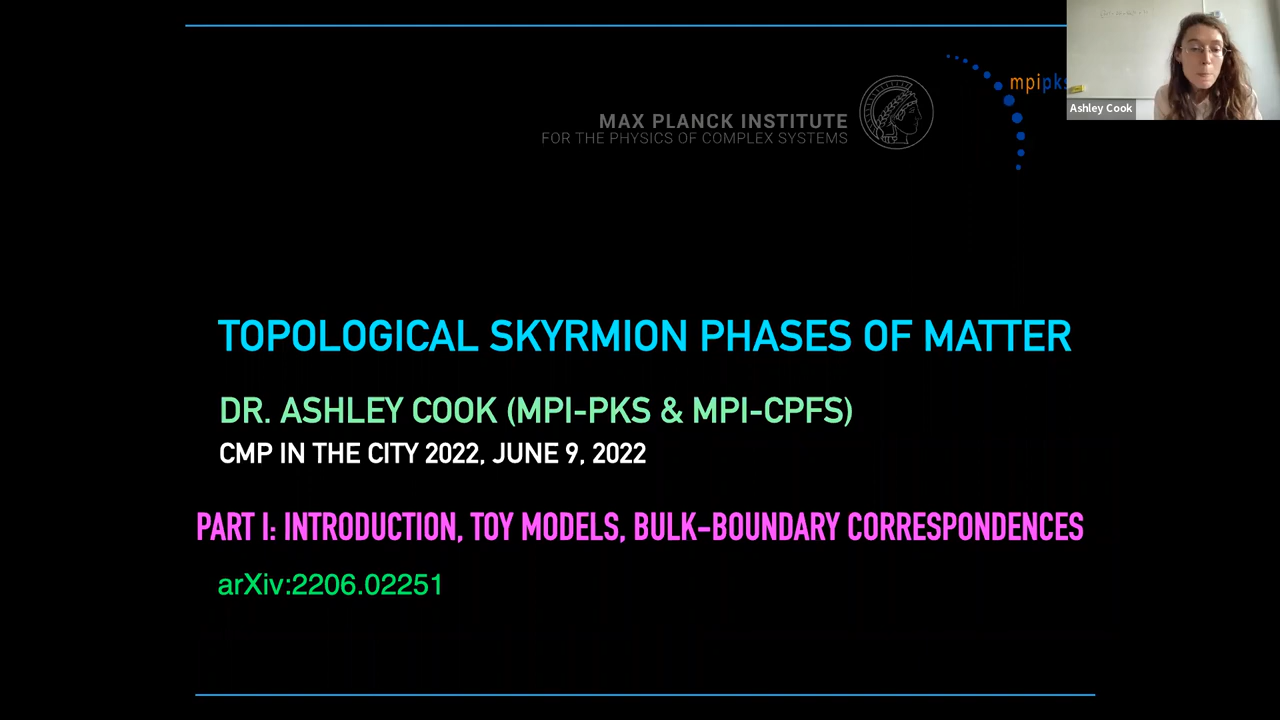 mpipks
MAX PLANCK INSTITUTE
FOR THE PHYSICS OF COMPLEX SYSTEMS
Ashley Cook
TOPOLOGICAL SKYRMION PHASES OF MATTER
DR. ASHLEY COOK (MPI-PKS & MPI-CPFS)
CMP IN THE CITY 2022, JUNE 9, 2022
PART I: INTRODUCTION, TOY MODELS, BULK-BOUNDARY CORRESPONDENCES
arXiv:2206.02251